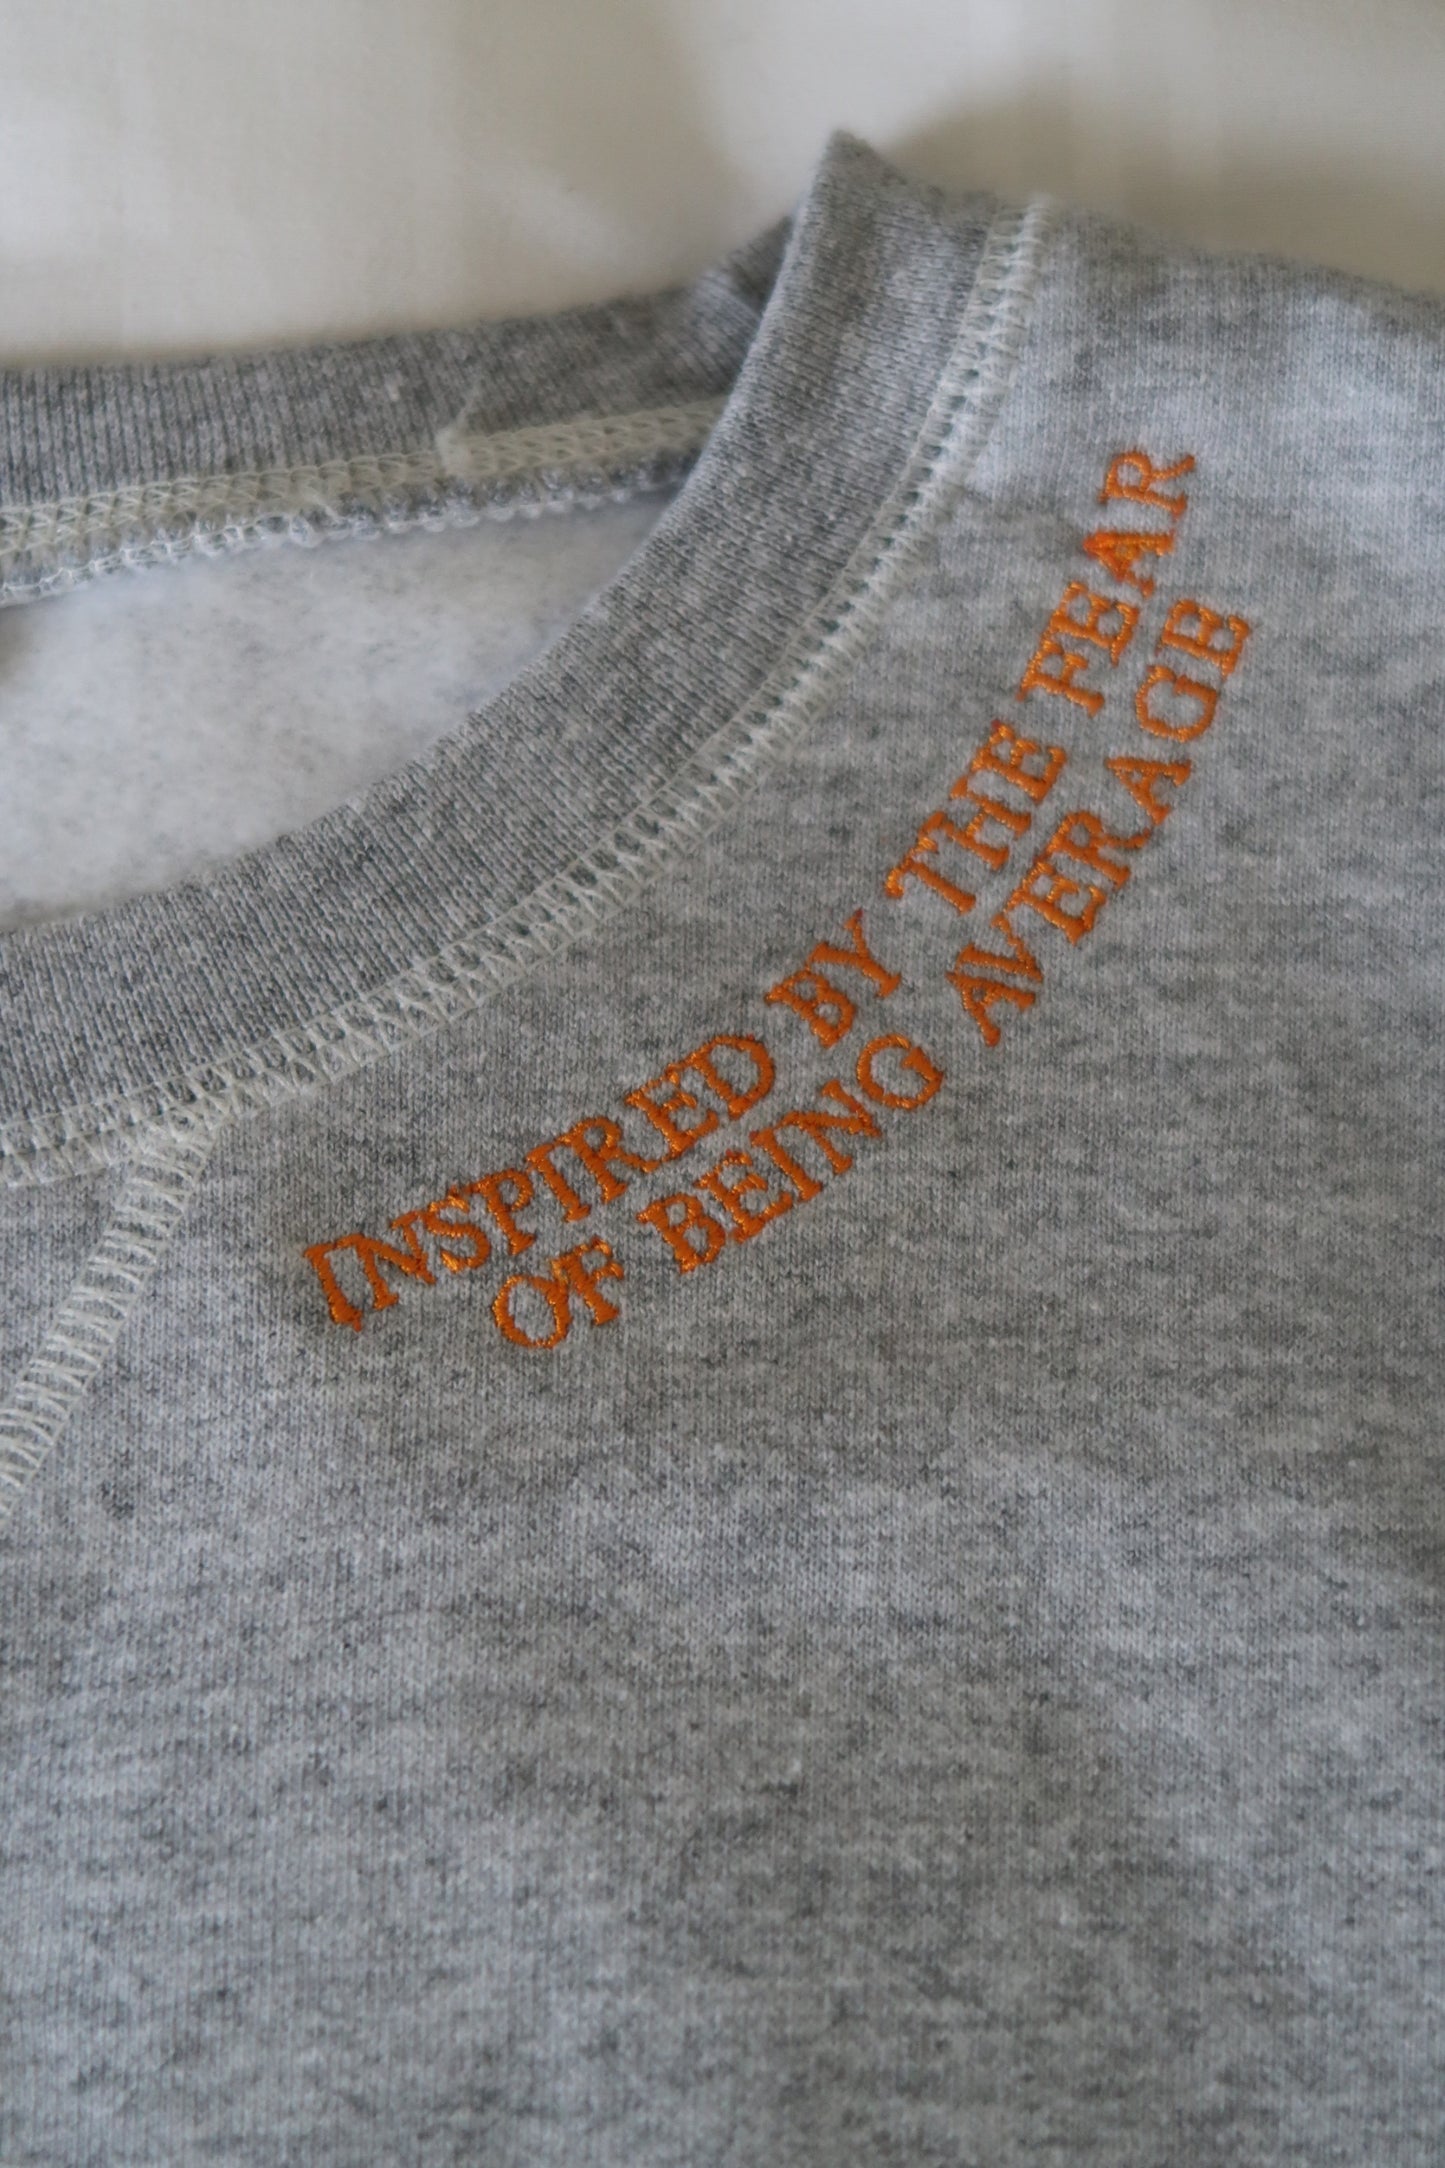 INSPIRED BY THE FEAR
OF BEING AVERAGE